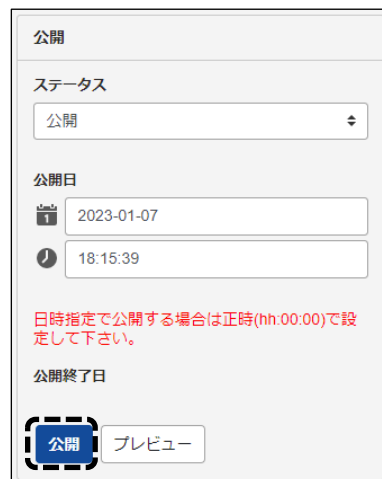 公開
ステータス
公開
公開日
1
2023-01-07
18:15:39
日時指定で公開する場合は正時(hh:00:00)で設
定して下さい。
公開終了日
公開 プレビュー